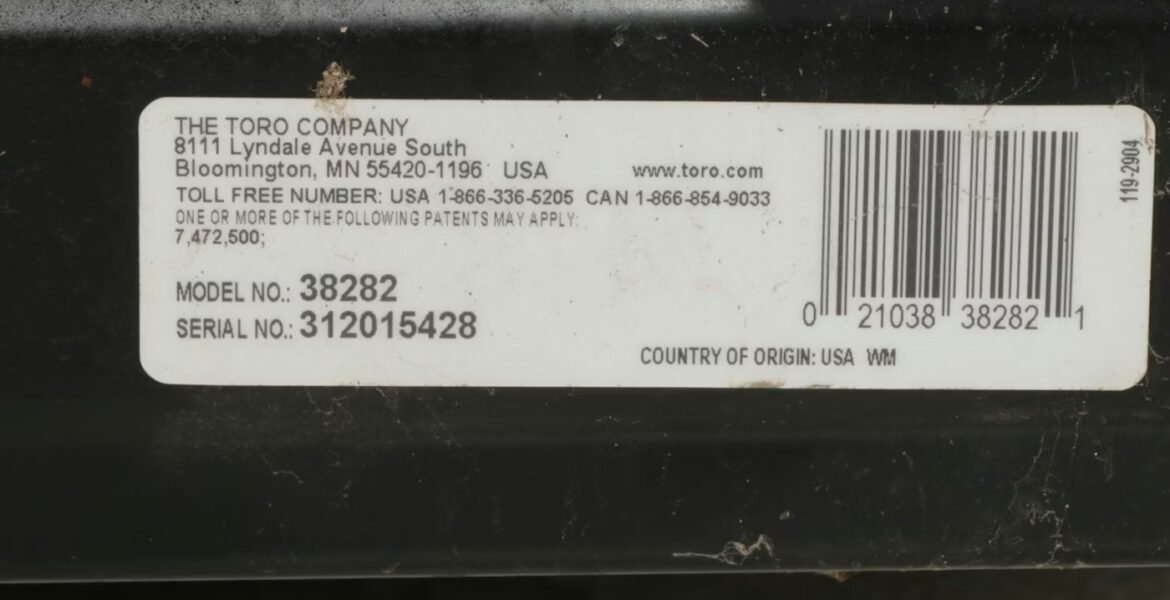 THE TORO COMPANY
8111 Lyndale Avenue South
Bloomington, MN 55420-1196 USA www.toro.com
TOLL FREE NUMBER: USA 1-866-336-5205 CAN 1-866-854-9033
ONE OR MORE OF THE FOLLOWING PATENTS MAY APPLY:
7,472,500;
MODEL NO.: 38282
SERIAL NO.: 312015428
0 21038 38282 1
COUNTRY OF ORIGIN: USA WM
119-2904